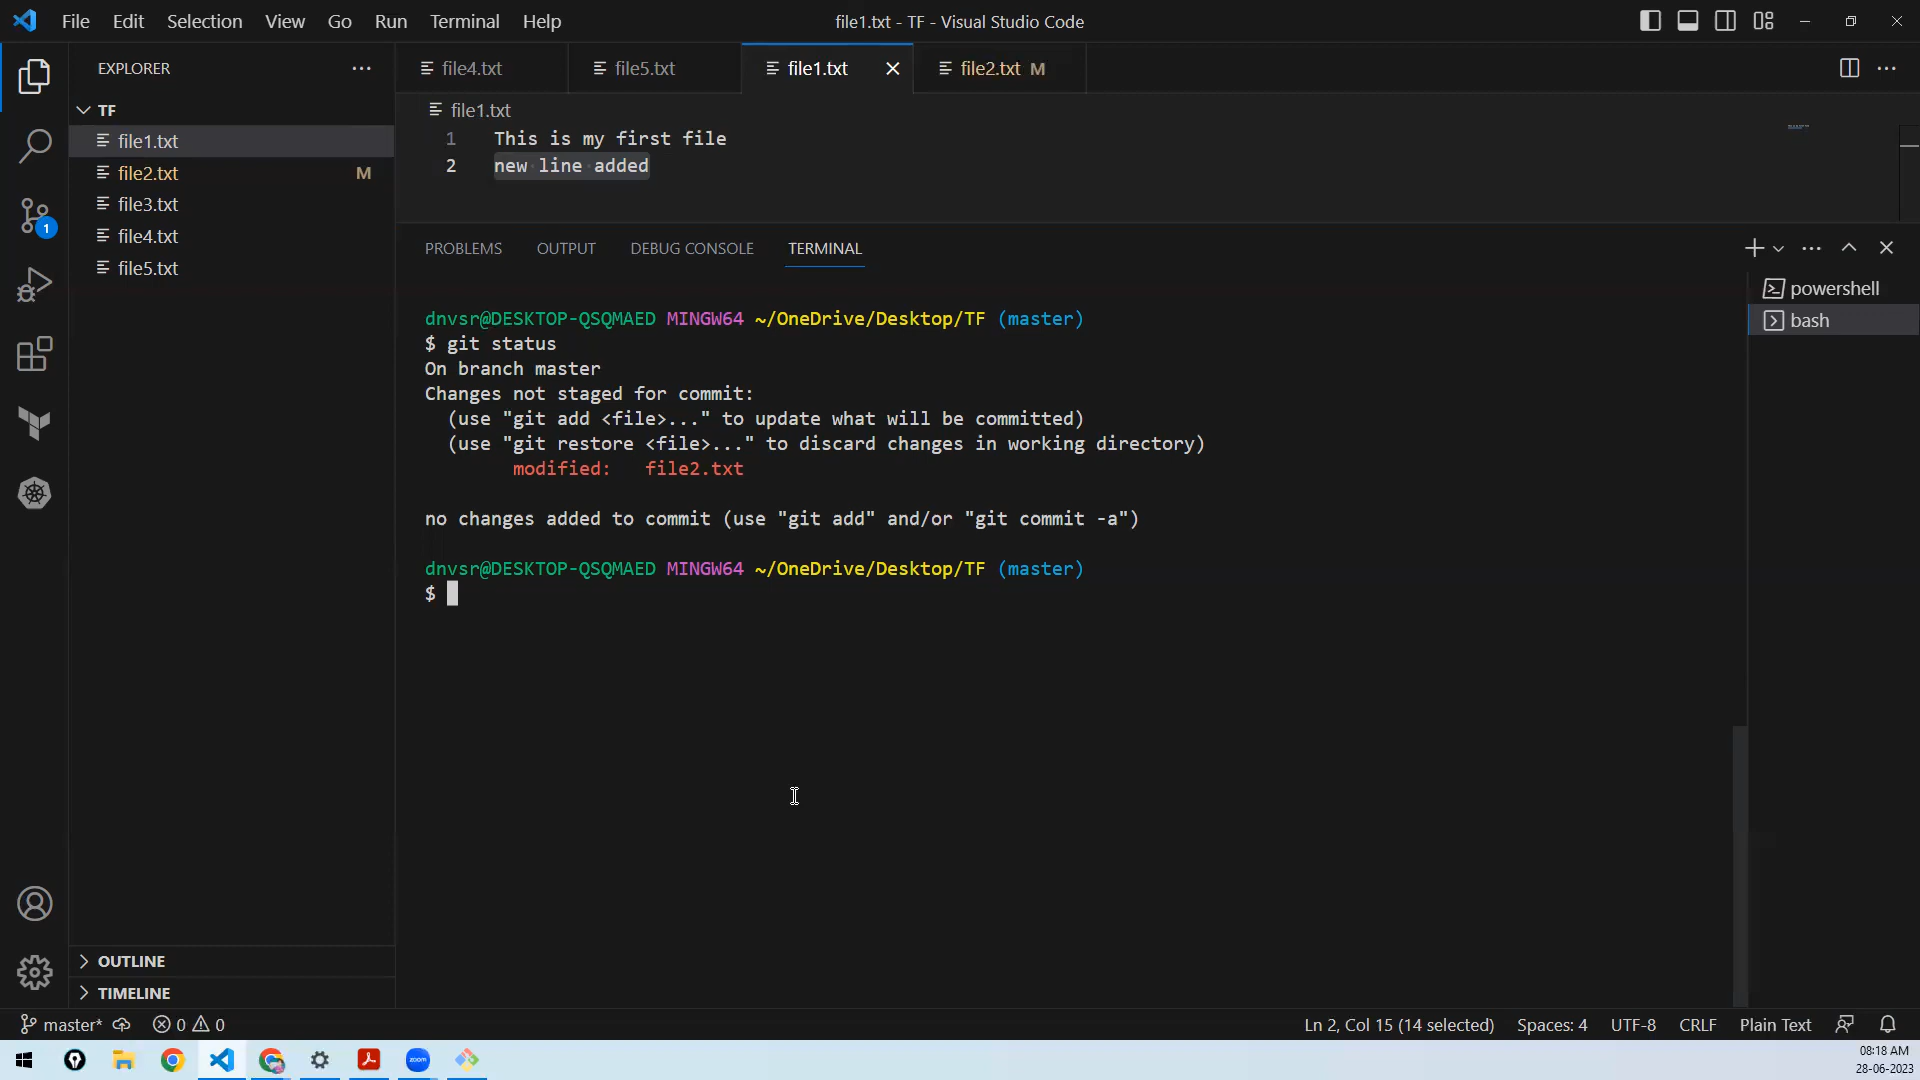 File Edit Selection View Go Run Terminal Help
file1.txt - TF - Visual Studio Code
EXPLORER
TF
file1.txt
file2.txt M
file3.txt
file4.txt
file5.txt
OUTLINE
TIMELINE
1
file4.txt file5.txt file1.txt file2.txt M
file1.txt
1 This is my first file
2 new line added
PROBLEMS OUTPUT DEBUG CONSOLE TERMINAL
powershell
bash
dnvsr@DESKTOP-QSQMAED MINGW64 ~/OneDrive/Desktop/TF (master)
$ git status
On branch master
Changes not staged for commit:
(use "git add <file>..." to update what will be committed)
(use "git restore <file>..." to discard changes in working directory)
modified: file2.txt
no changes added to commit (use "git add" and/or "git commit -a")
dnvsr@DESKTOP-QSQMAED MINGW64 ~/OneDrive/Desktop/TF (master)
$
master* 0 0 Ln 2, Col 15 (14 selected) Spaces: 4 UTF-8 CRLF Plain Text
zoom
08:18 AM
28-06-2023